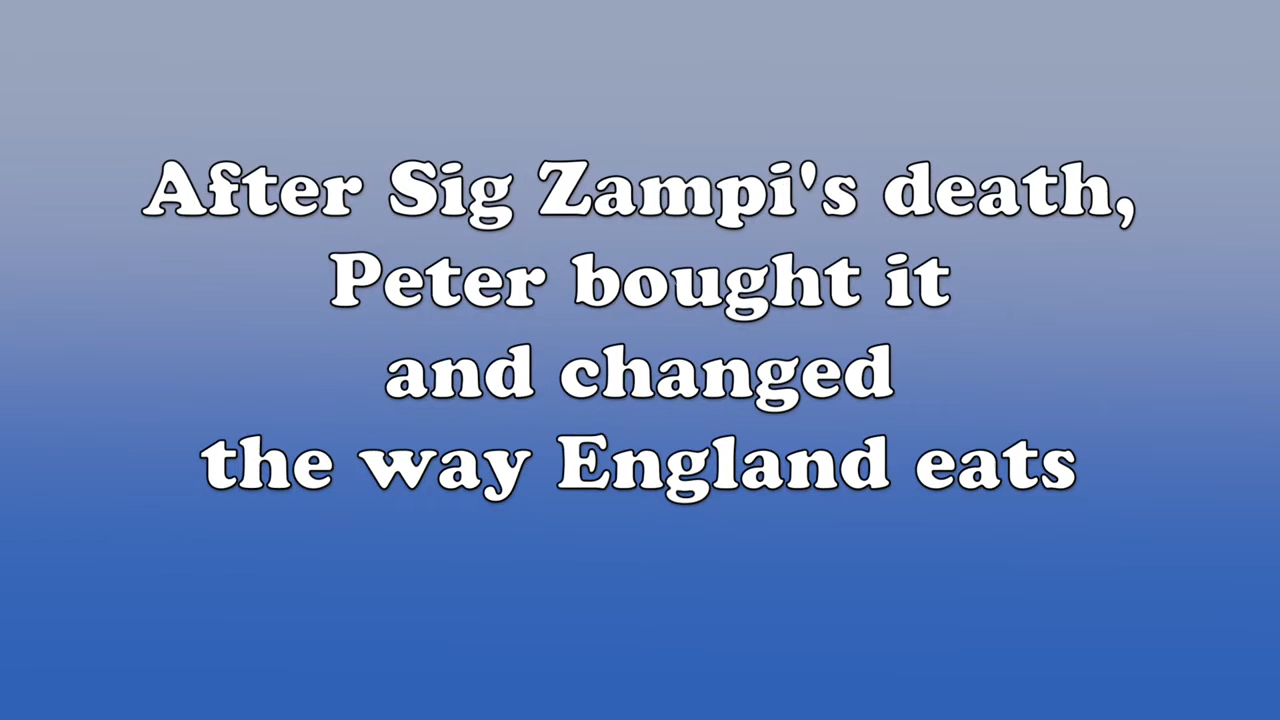 After Sig Zampi's death,
Peter bought it
and changed
the way England eats